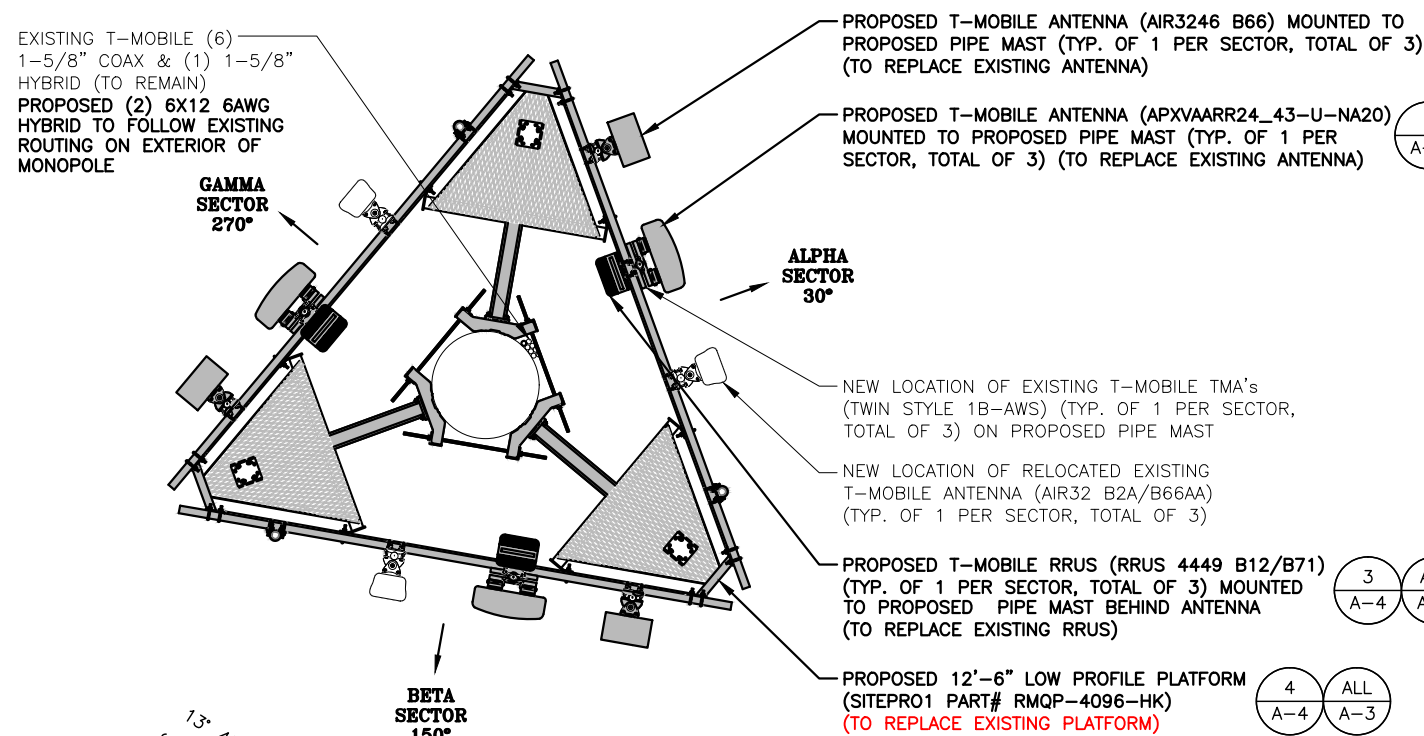 EXISTING T-MOBILE (6)
1-5/8" COAX & (1) 1-5/8"
HYBRID (TO REMAIN)
PROPOSED (2) 6X12 6AWG
HYBRID TO FOLLOW EXISTING
ROUTING ON EXTERIOR OF
MONOPOLE
PROPOSED T-MOBILE ANTENNA (AIR3246 B66) MOUNTED TO
PROPOSED PIPE MAST (TYP. OF 1 PER SECTOR, TOTAL OF 3)
(TO REPLACE EXISTING ANTENNA)
PROPOSED T-MOBILE ANTENNA (APXVAARR24_43-U-NA20)
MOUNTED TO PROPOSED PIPE MAST (TYP. OF 1 PER
SECTOR, TOTAL OF 3) (TO REPLACE EXISTING ANTENNA)
GAMMA
SECTOR
270°
ALPHA
SECTOR
30°
NEW LOCATION OF EXISTING T-MOBILE TMA's
(TWIN STYLE 1B-AWS) (TYP. OF 1 PER SECTOR,
TOTAL OF 3) ON PROPOSED PIPE MAST
NEW LOCATION OF RELOCATED EXISTING
T-MOBILE ANTENNA (AIR32 B2A/B66AA)
(TYP. OF 1 PER SECTOR, TOTAL OF 3)
PROPOSED T-MOBILE RRUS (RRUS 4449 B12/B71)
(TYP. OF 1 PER SECTOR, TOTAL OF 3) MOUNTED
TO PROPOSED PIPE MAST BEHIND ANTENNA
(TO REPLACE EXISTING RRUS)
3
A-4
PROPOSED 12'-6" LOW PROFILE PLATFORM
(SITEPRO1 PART# RMQP-4096-HK)
(TO REPLACE EXISTING PLATFORM)
4
A-4
ALL
A-3
BETA
SECTOR
150°
13°